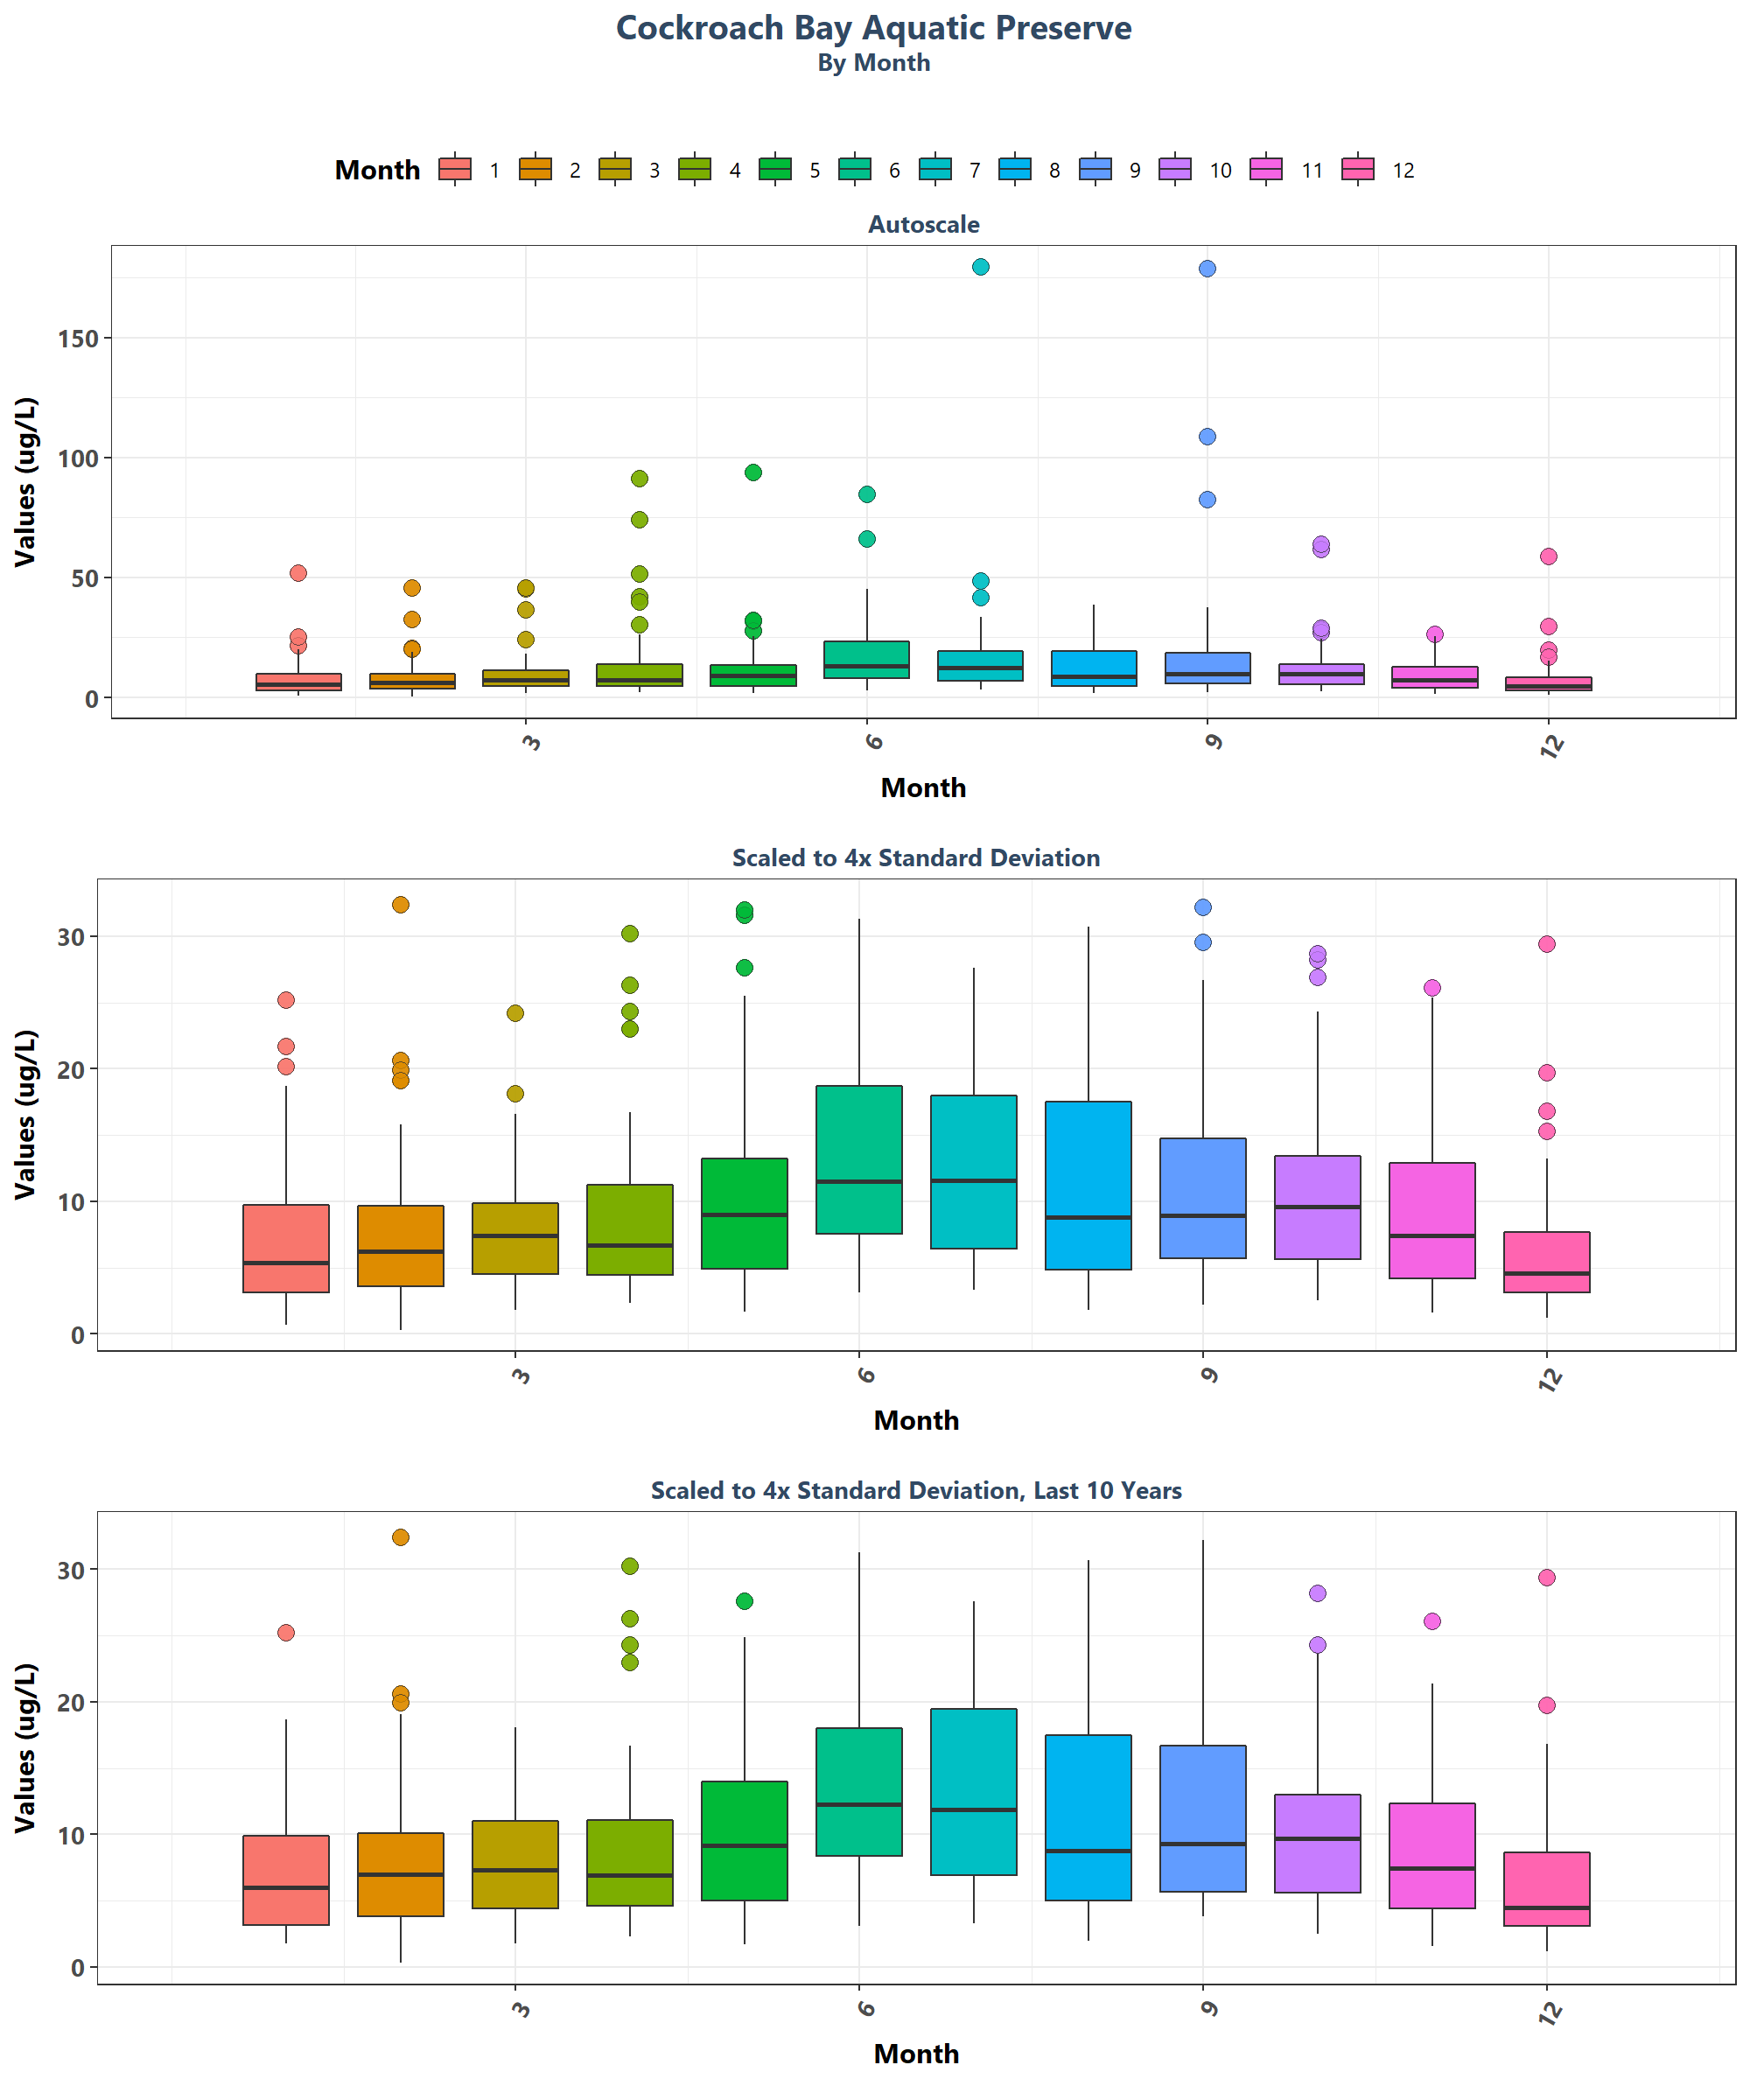 Cockroach Bay Aquatic Preserve
By Month
Month 1 2 3 4 5 6 7 8 9 10 11 12
Autoscale
Values (ug/L)
150
100
50
0
3 6 9 12
Month
Scaled to 4x Standard Deviation
Values (ug/L)
30
20
10
0
3 6 9 12
Month
Scaled to 4x Standard Deviation, Last 10 Years
Values (ug/L)
30
20
10
0
3 6 9 12
Month